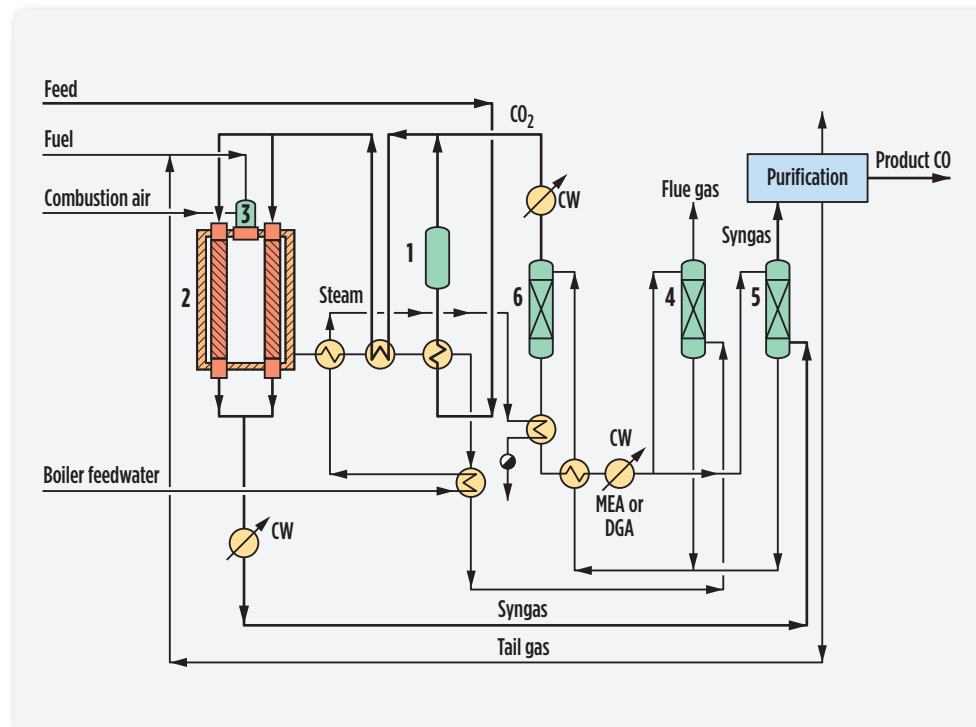 Feed
CO2
Fuel
Product CO
Purification
Combustion air
CW
Flue gas
3
Syngas
1
2
Steam
6
4
5
CW
Boiler feedwater
MEA or
DGA
CW
Syngas
Tail gas